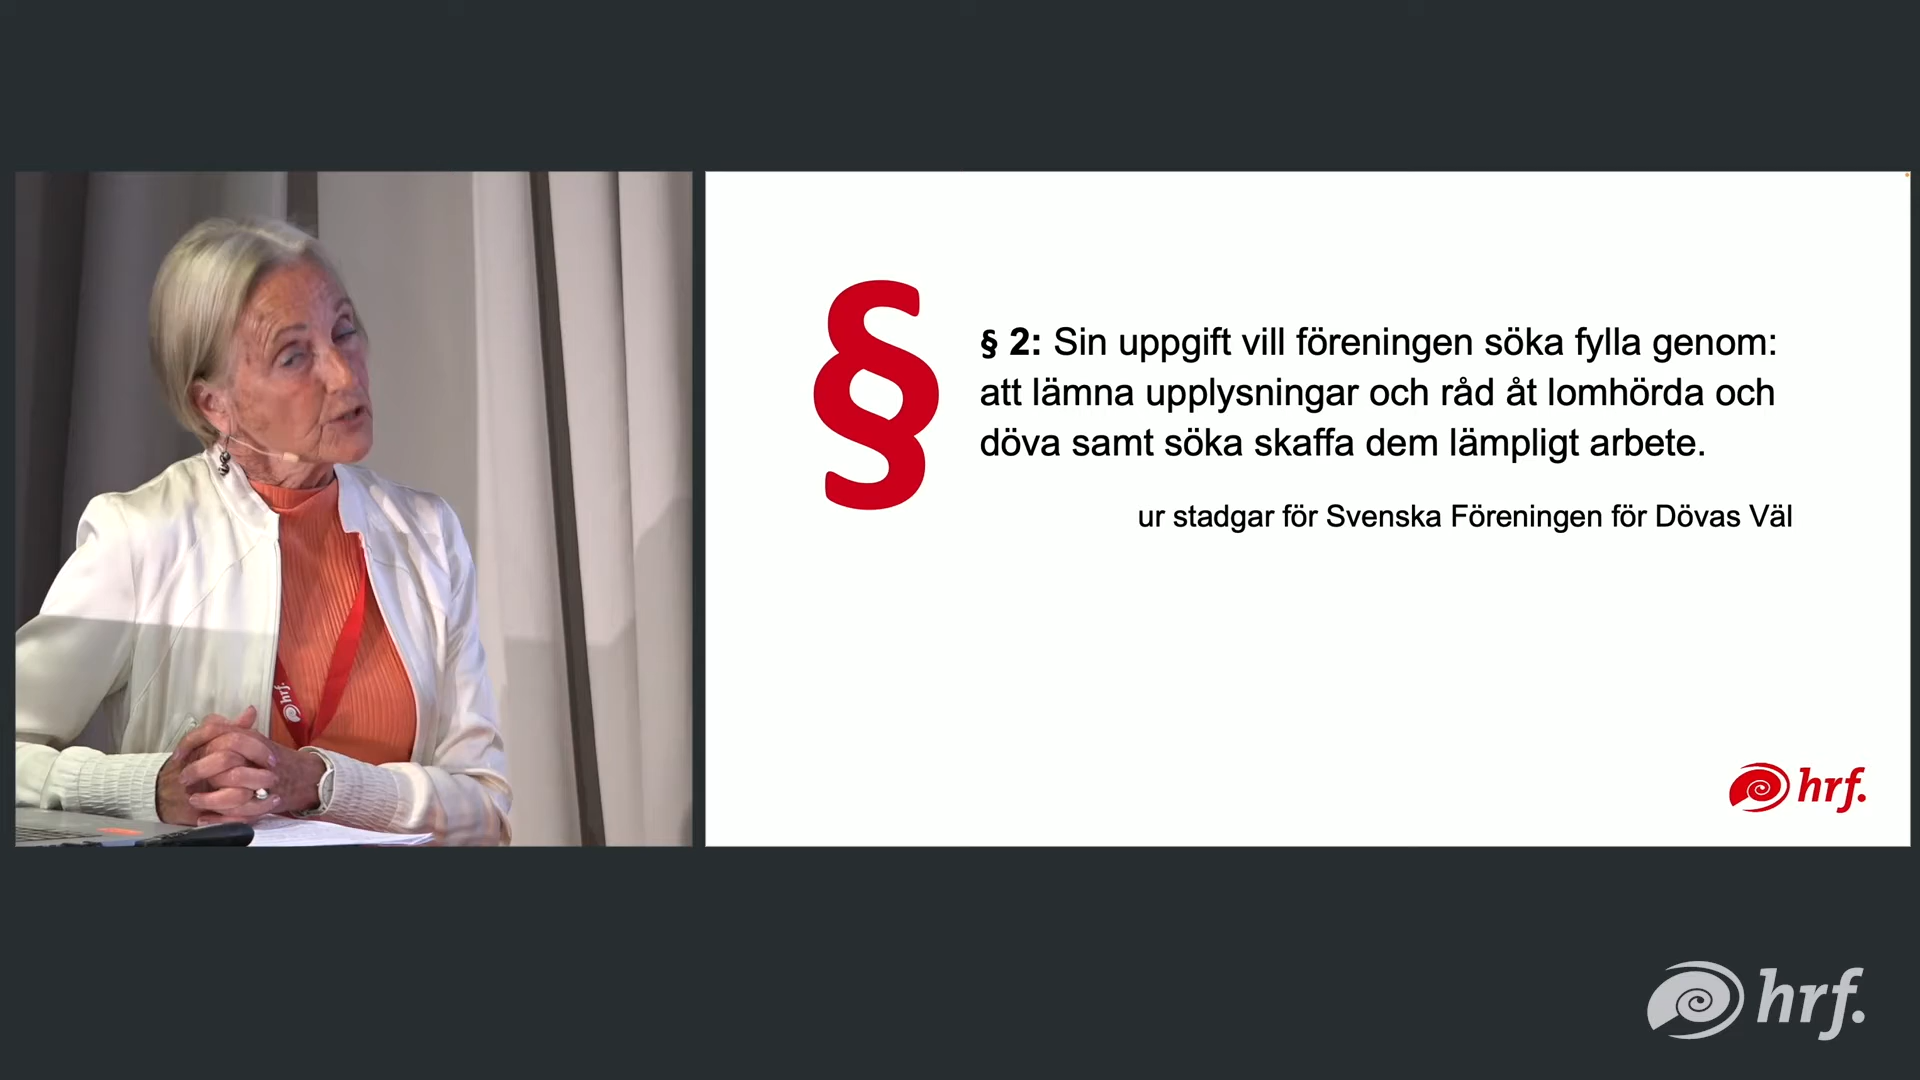 §
§ 2: Sin uppgift vill föreningen söka fylla genom:
att lämna upplysningar och råd åt lomhörda och
döva samt söka skaffa dem lämpligt arbete.
ur stadgar för Svenska Föreningen för Dövas Väl
hrf.
hrf.
hrf.